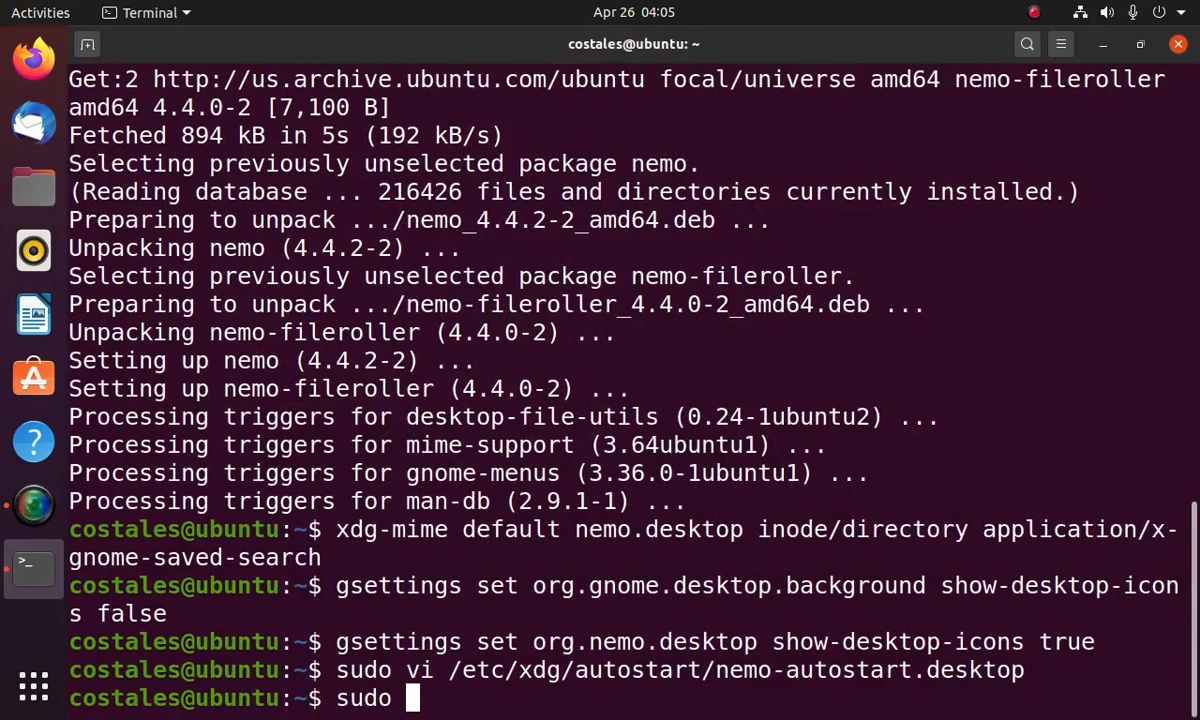 Activities
Terminal
Apr 26 04:05
costales@ubuntu: ~
Get:2 http://us.archive.ubuntu.com/ubuntu focal/universe amd64 nemo-fileroller
amd64 4.4.0-2 [7,100 B]
Fetched 894 kB in 5s (192 kB/s)
Selecting previously unselected package nemo.
(Reading database ... 216426 files and directories currently installed.)
Preparing to unpack .../nemo_4.4.2-2_amd64.deb ...
Unpacking nemo (4.4.2-2) ...
Selecting previously unselected package nemo-fileroller.
Preparing to unpack .../nemo-fileroller_4.4.0-2_amd64.deb ...
Unpacking nemo-fileroller (4.4.0-2) ...
Setting up nemo (4.4.2-2) ...
Setting up nemo-fileroller (4.4.0-2) ...
Processing triggers for desktop-file-utils (0.24-1ubuntu2) ...
Processing triggers for mime-support (3.64ubuntu1) ...
Processing triggers for gnome-menus (3.36.0-1ubuntu1) ...
Processing triggers for man-db (2.9.1-1) ...
costales@ubuntu:~$ xdg-mime default nemo.desktop inode/directory application/x-
gnome-saved-search
costales@ubuntu:~$ gsettings set org.gnome.desktop.background show-desktop-icon
s false
costales@ubuntu:~$ gsettings set org.nemo.desktop show-desktop-icons true
costales@ubuntu:~$ sudo vi /etc/xdg/autostart/nemo-autostart.desktop
costales@ubuntu:~$ sudo